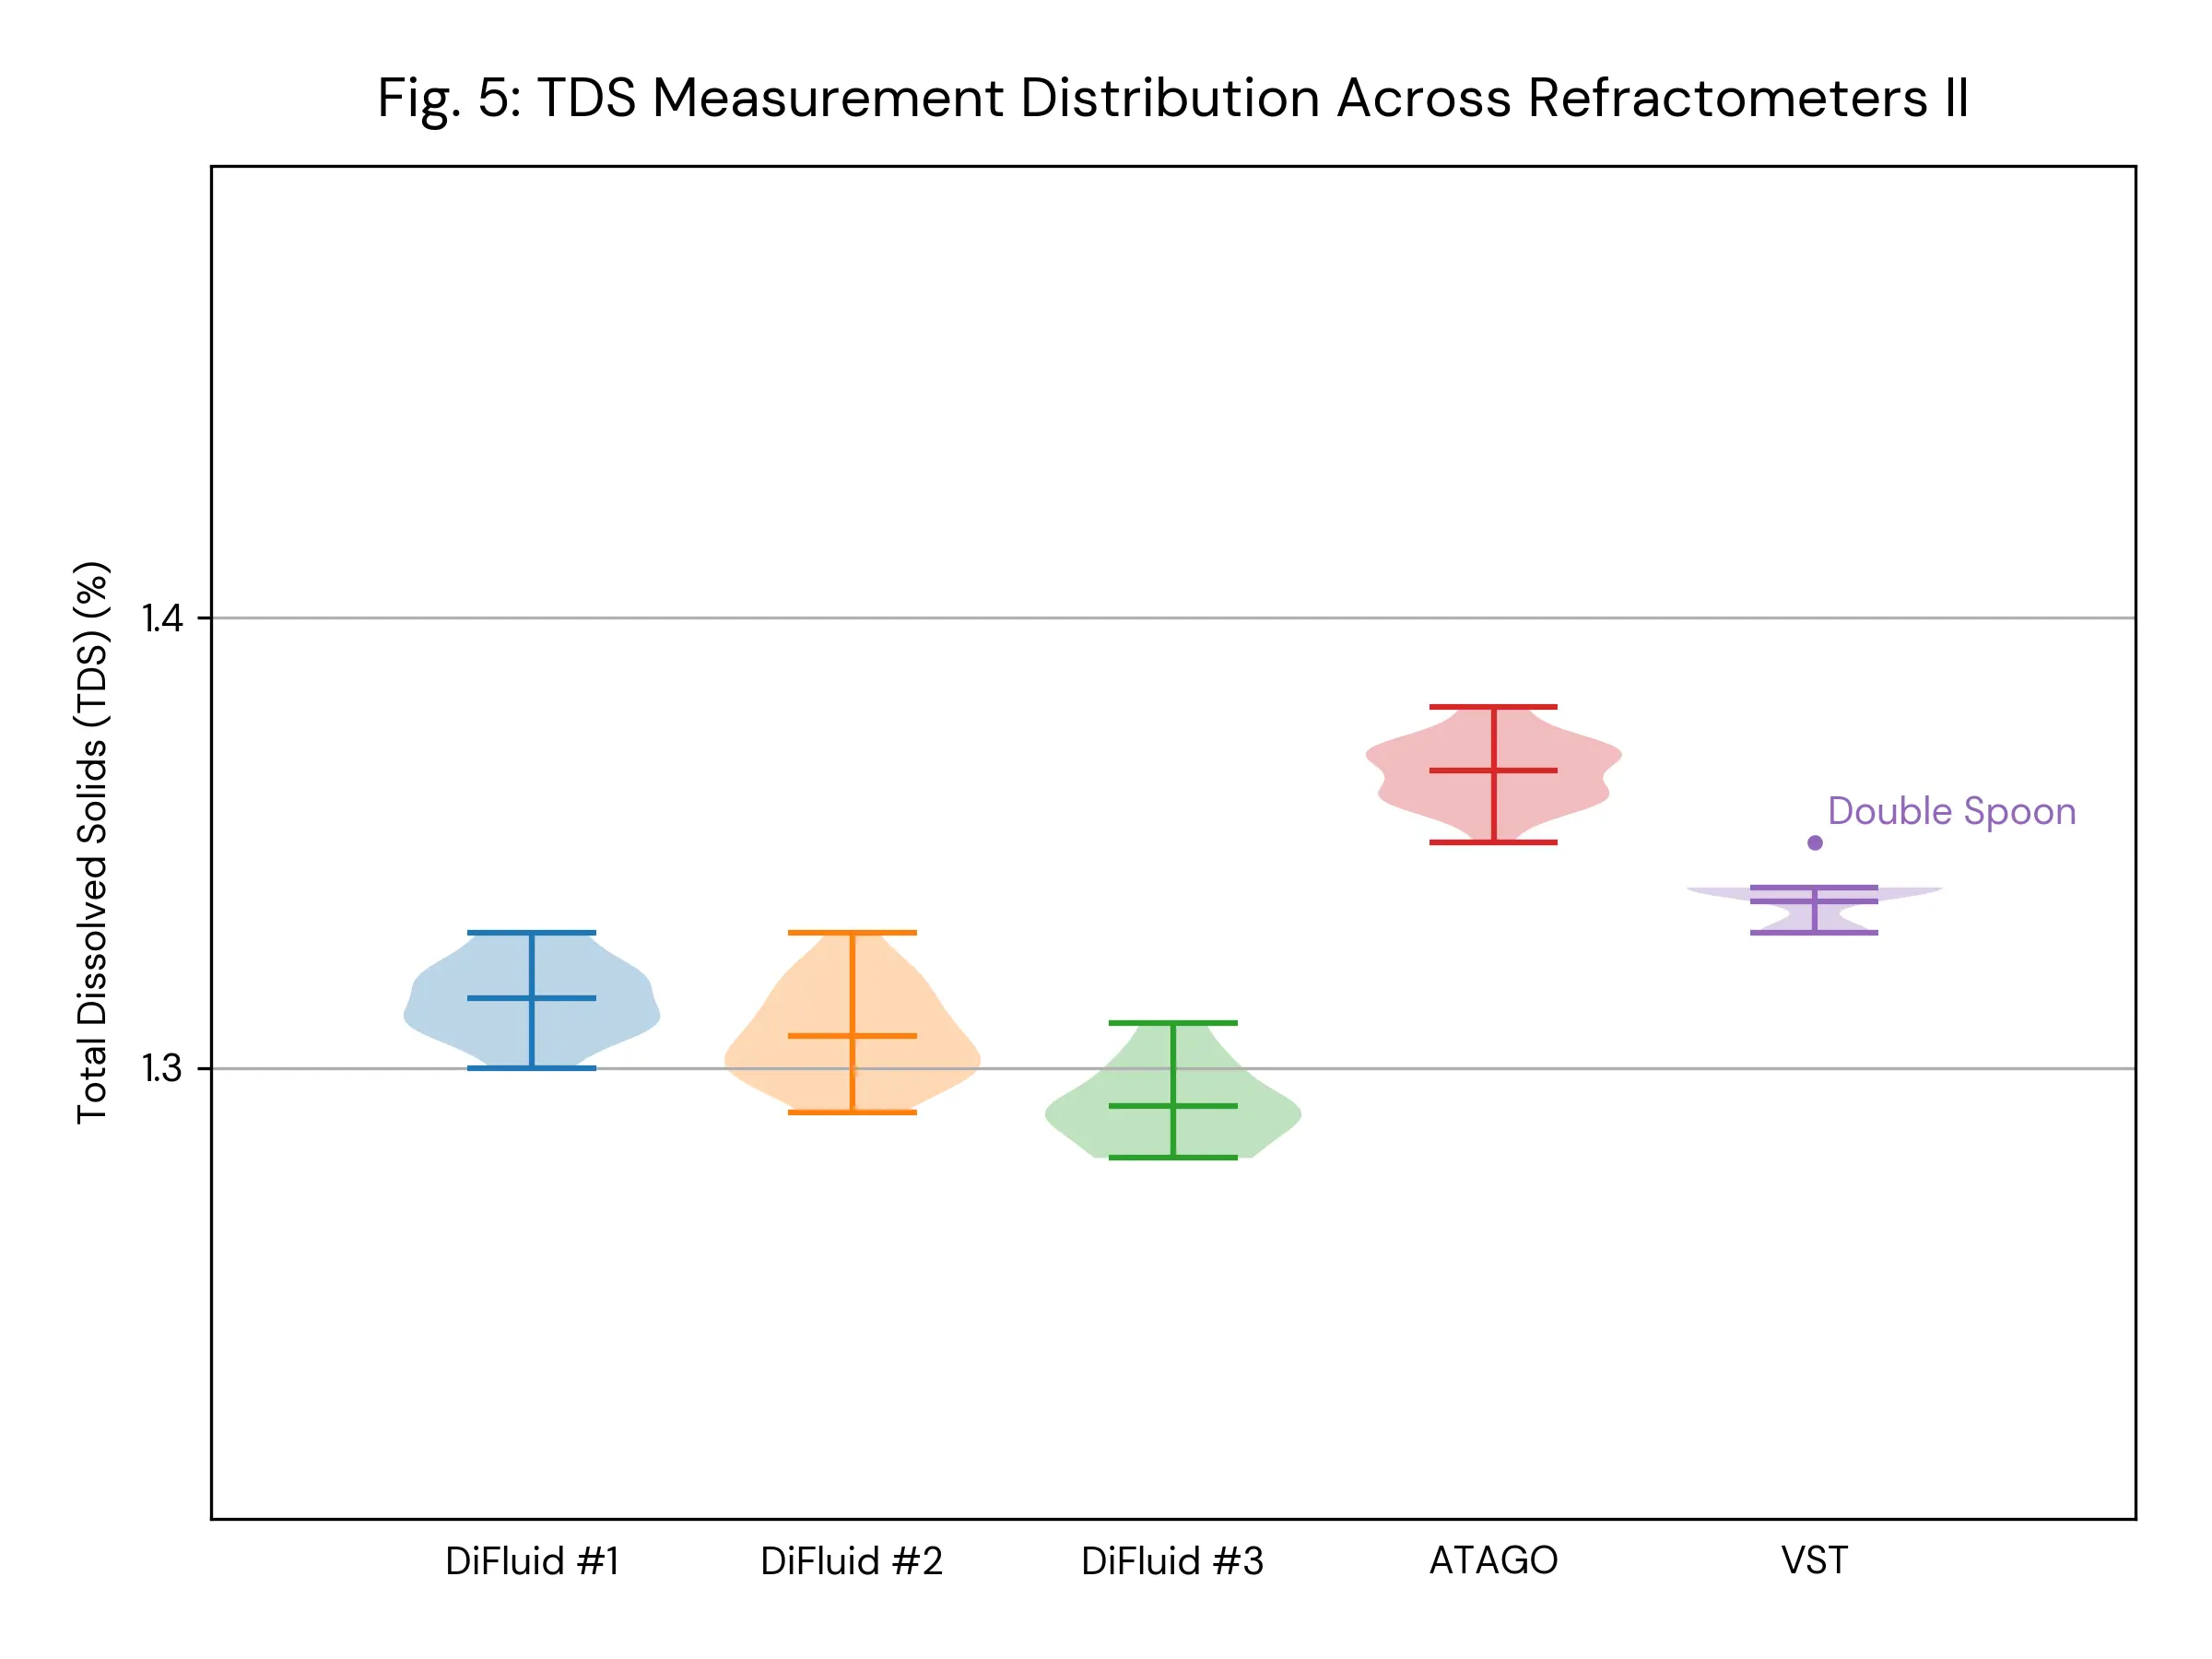 Fig. 5: TDS Measurement Distribution Across Refractometers II
Total Dissolved Solids (TDS) (%)
1.4
1.3
Double Spoon
DiFluid #1
DiFluid #2
DiFluid #3
ATAGO
VST